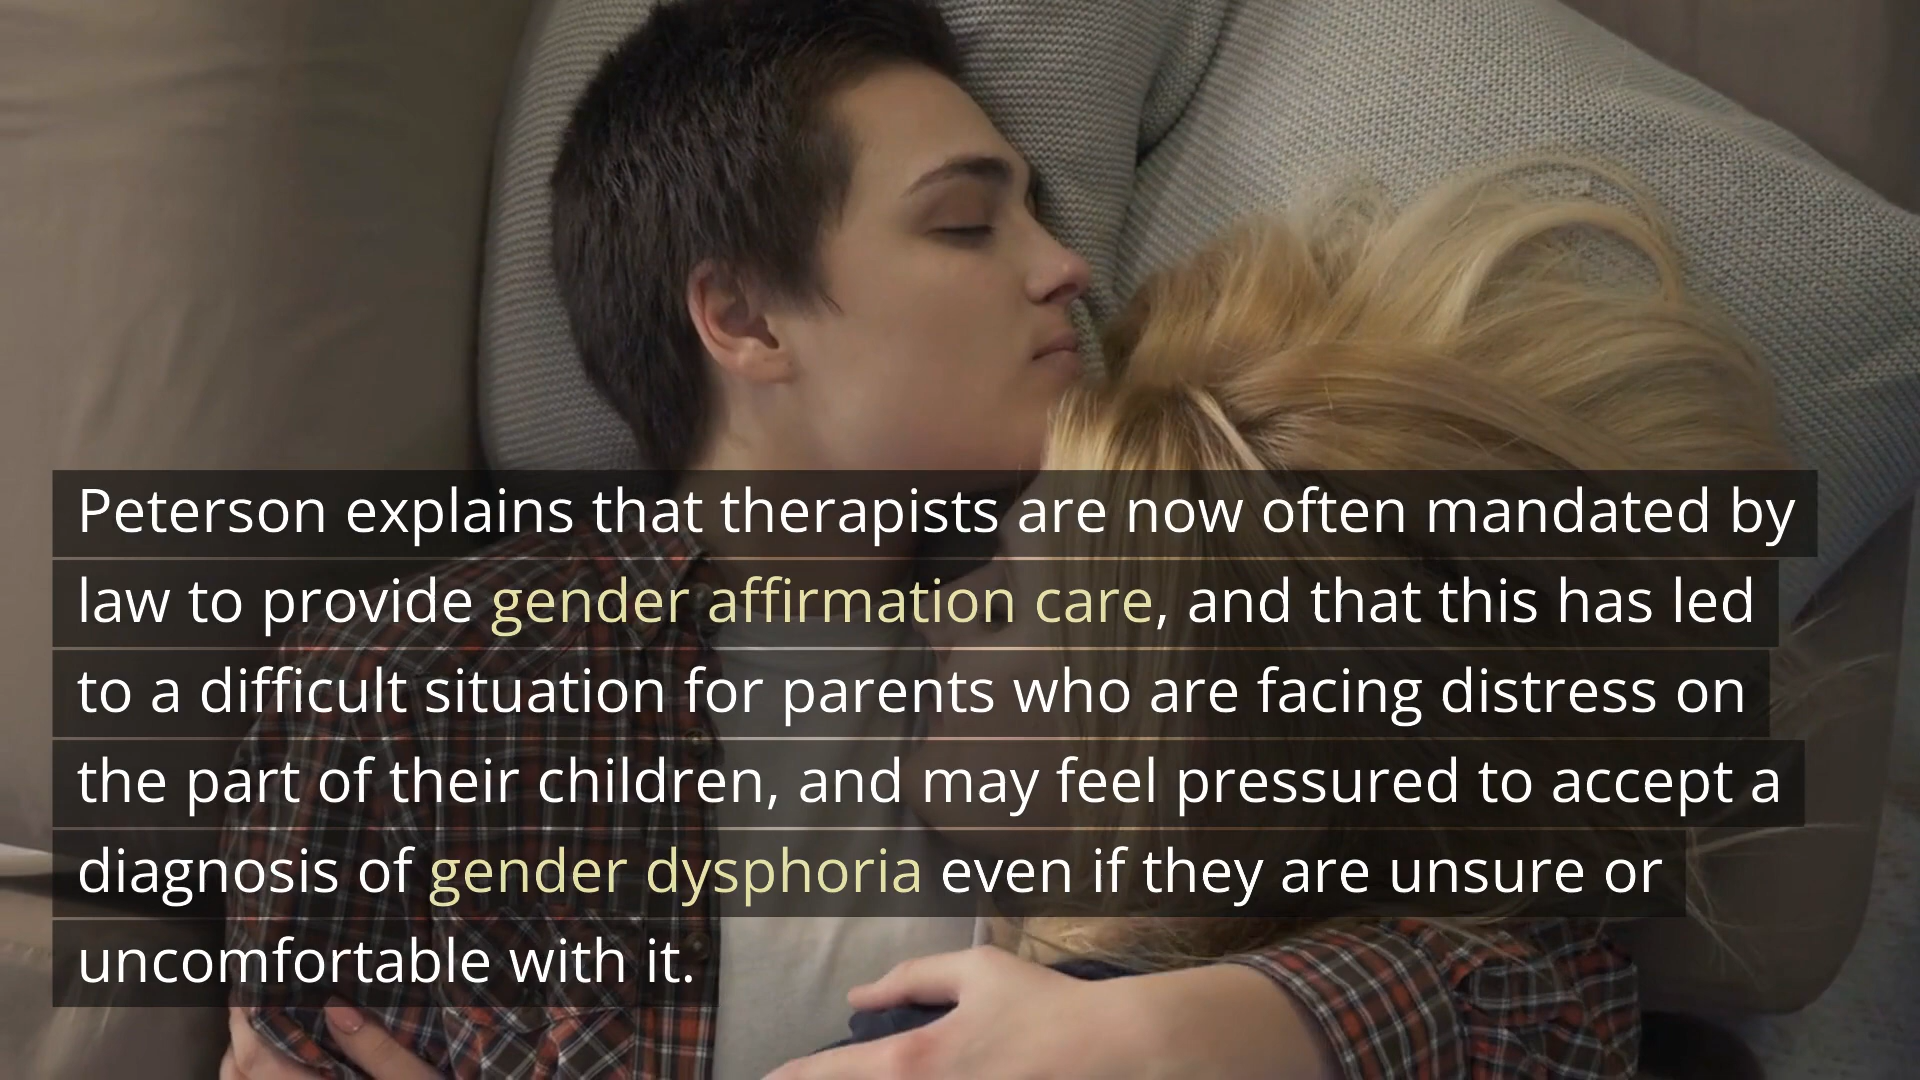 Peterson explains that therapists are now often mandated by
law to provide gender affirmation care, and that this has led
to a difficult situation for parents who are facing distress on
the part of their children, and may feel pressured to accept a
diagnosis of gender dysphoria even if they are unsure or
uncomfortable with it.